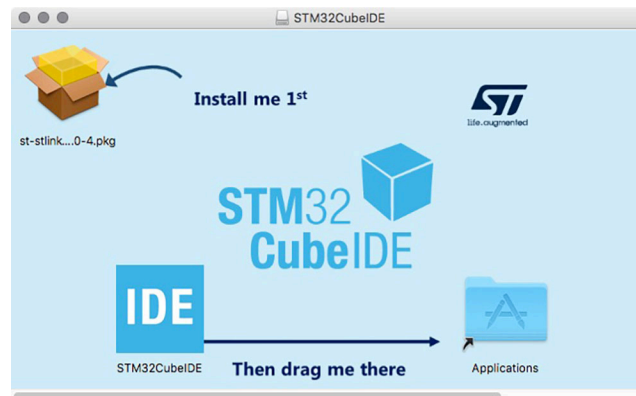 STM32CubeIDE
Install me 1st
st-stlink....0-4.pkg
ST
life.augmented
STM32
CubeIDE
IDE
STM32CubeIDE
Then drag me there
Applications